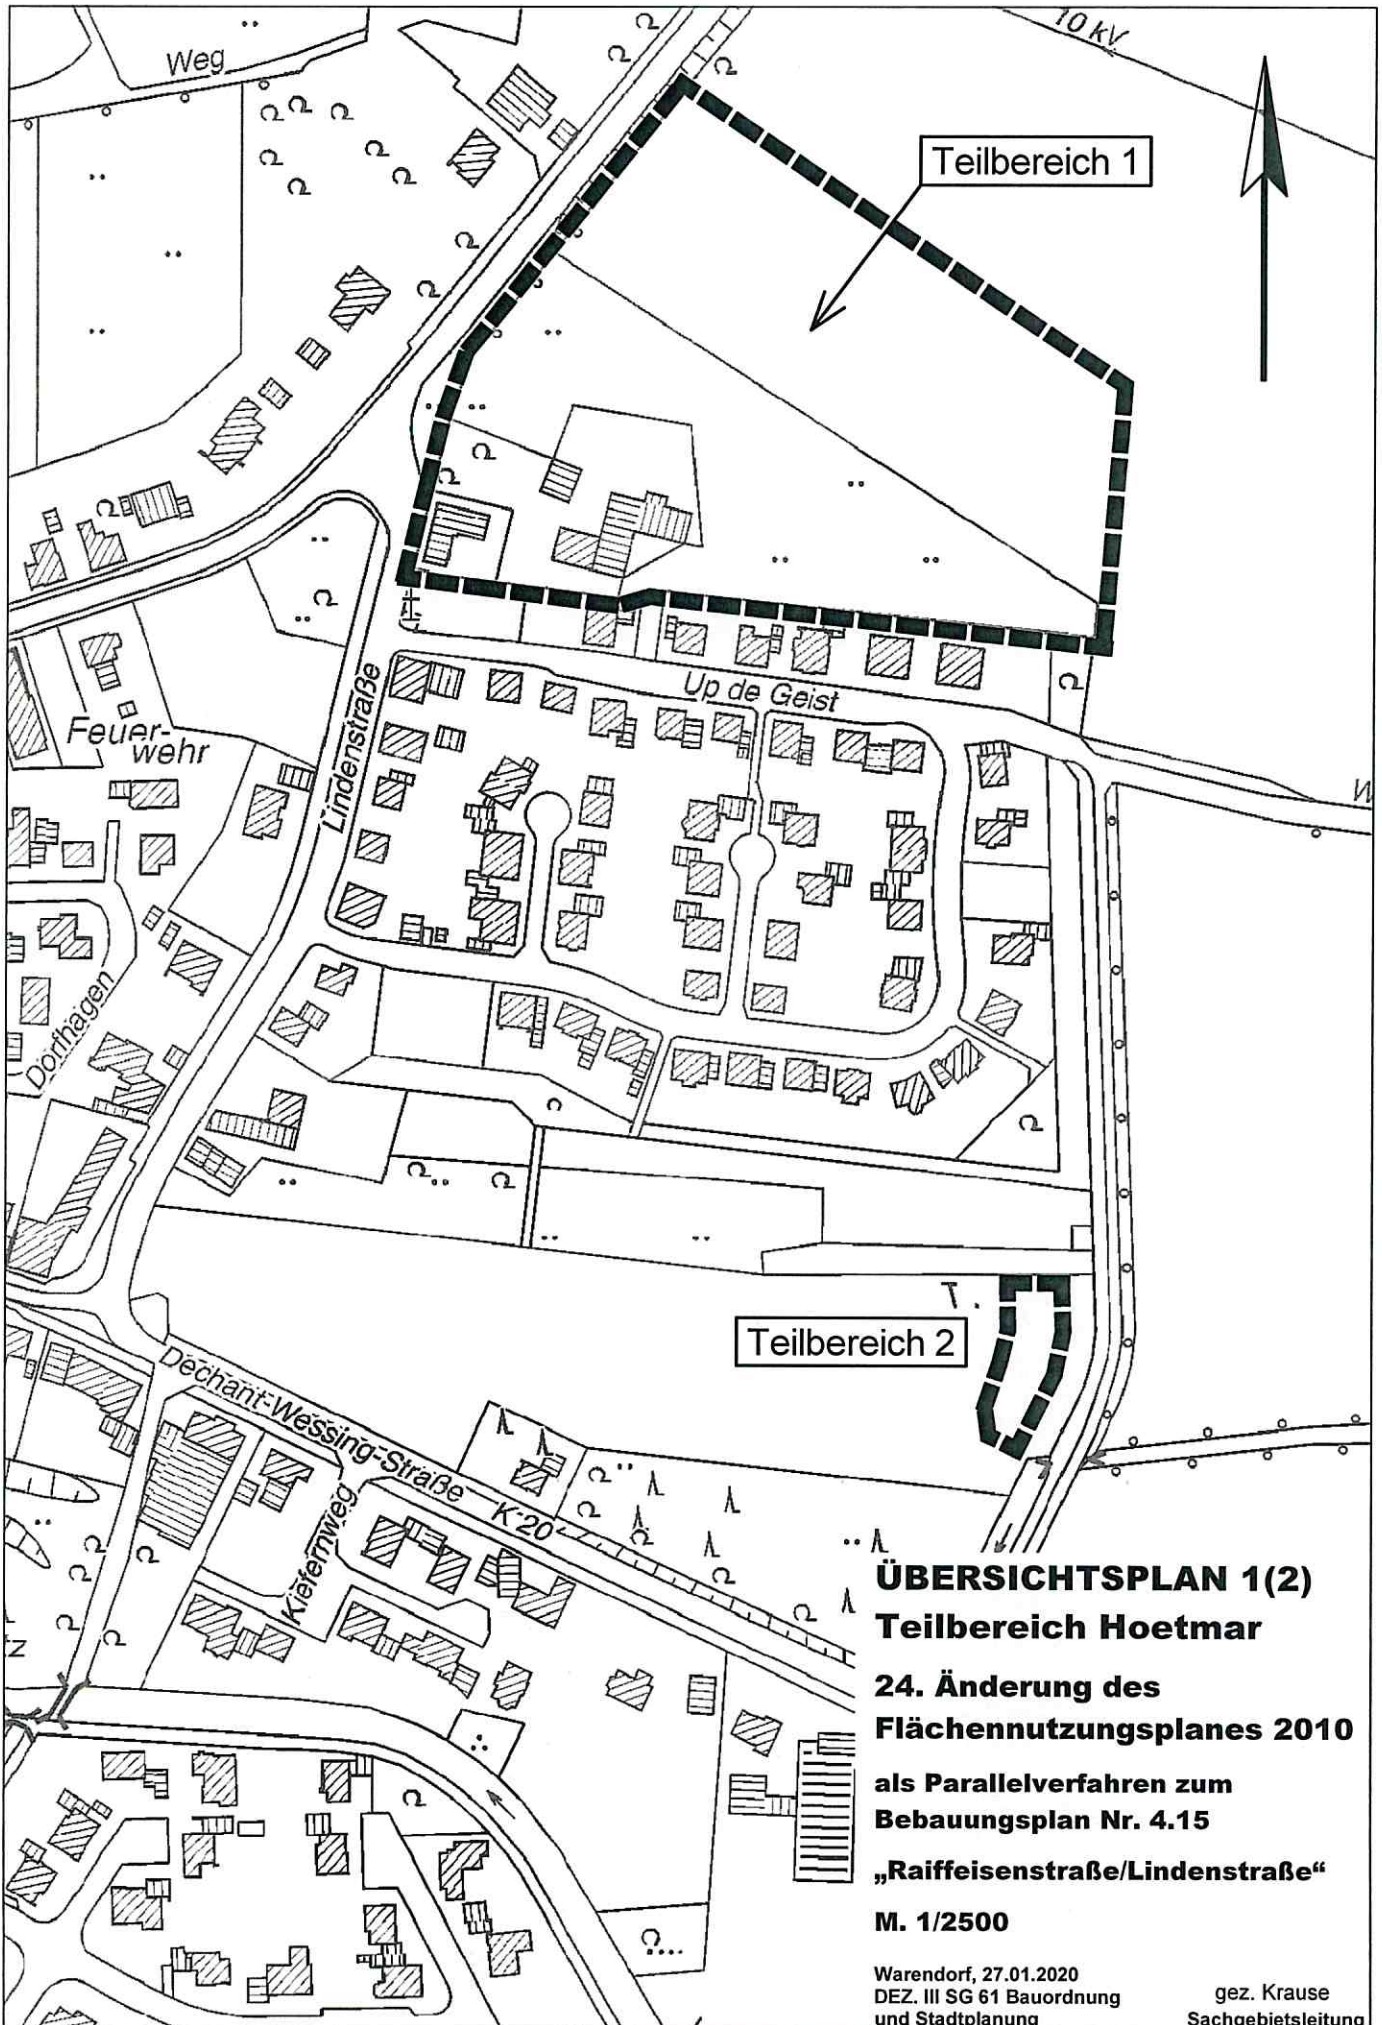 Weg
10 kV
Teilbereich 1
Up de Geist
Lindenstraße
Feuer-
wehr
W
Dorfhagen
T.
Teilbereich 2
Dechant-Wessing-Straße K 20
Kiefernweg
tz
ÜBERSICHTSPLAN 1(2)
Teilbereich Hoetmar
24. Änderung des
Flächennutzungsplanes 2010
als Parallelverfahren zum
Bebauungsplan Nr. 4.15
„Raiffeisenstraße/Lindenstraße“
M. 1/2500
Warendorf, 27.01.2020
DEZ. III SG 61 Bauordnung
und Stadtplanung
gez. Krause
Sachgebietsleitung